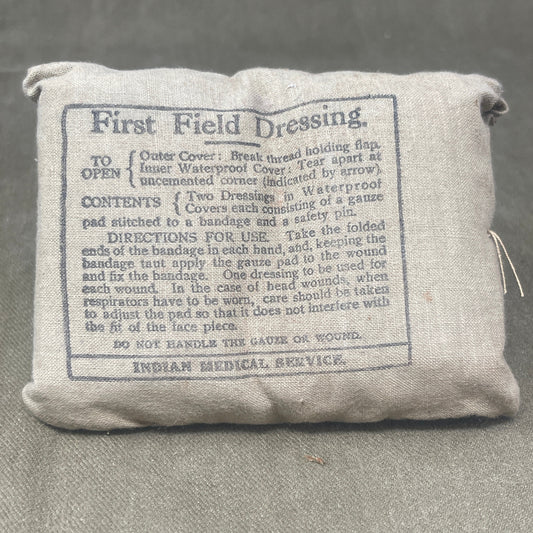 First Field Dressing.
TO OPEN { Outer Cover: Break thread holding flap.
Inner Waterproof Cover: Tear apart at
uncemented corner (indicated by arrow).
CONTENTS { Two Dressings in Waterproof
Covers each consisting of a gauze
pad stitched to a bandage and a safety pin.
DIRECTIONS FOR USE. Take the folded
ends of the bandage in each hand, and, keeping the
bandage taut apply the gauze pad to the wound
and fix the bandage. One dressing to be used for
each wound. In the case of head wounds, when
respirators have to be worn, care should be taken
to adjust the pad so that it does not interfere with
the fit of the face piece.
DO NOT HANDLE THE GAUZE OR WOUND.
INDIAN MEDICAL SERVICE.